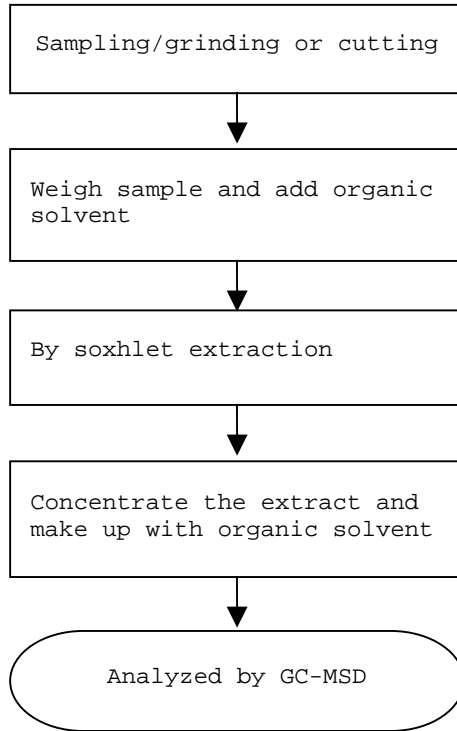 Sampling/grinding or cutting
Weigh sample and add organic
solvent
By soxhlet extraction
Concentrate the extract and
make up with organic solvent
Analyzed by GC-MSD